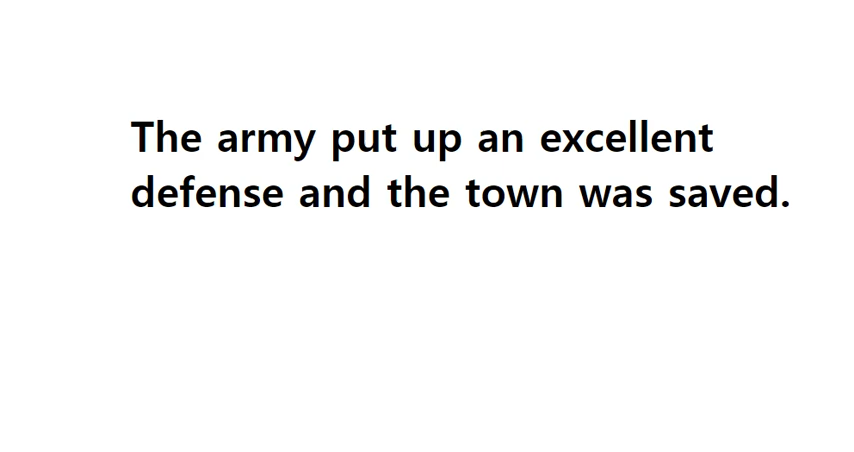 The army put up an excellent
defense and the town was saved.